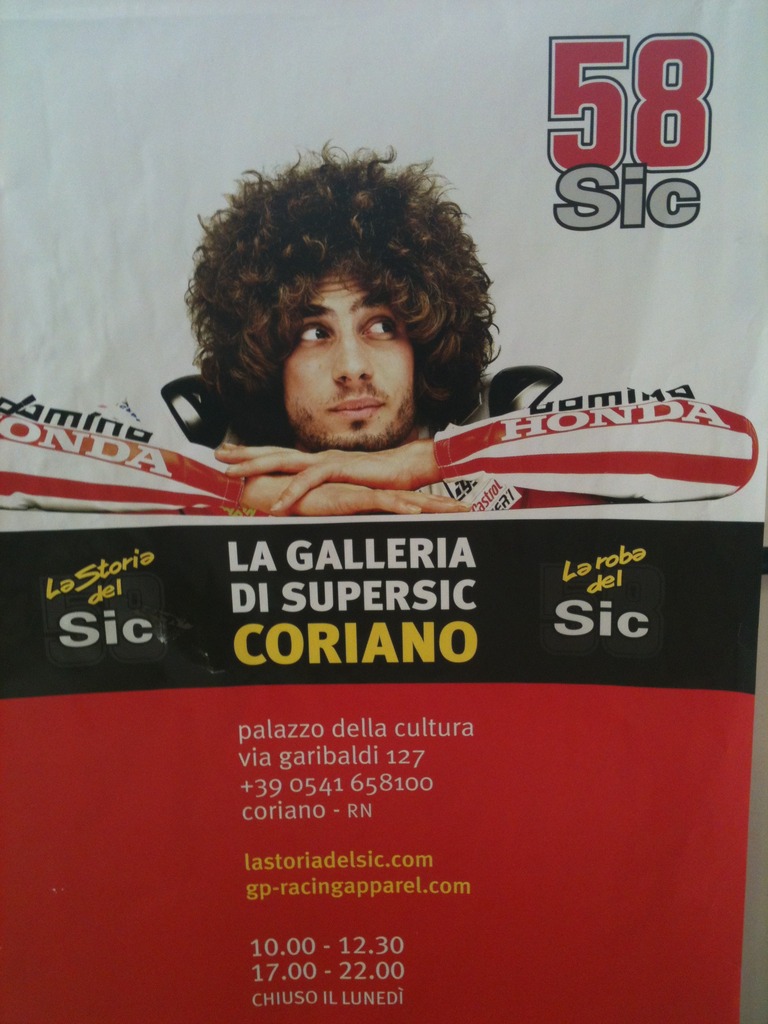 58
Sic
domino
HONDA
Domino
HONDA
Castrol
La Storia
del
Sic
LA GALLERIA
DI SUPERSIC
CORIANO
La roba
del
Sic
palazzo della cultura
via garibaldi 127
+39 0541 658100
coriano - RN
lastoriadelsic.com
gp-racingapparel.com
10.00 - 12.30
17.00 - 22.00
CHIUSO IL LUNEDÌ